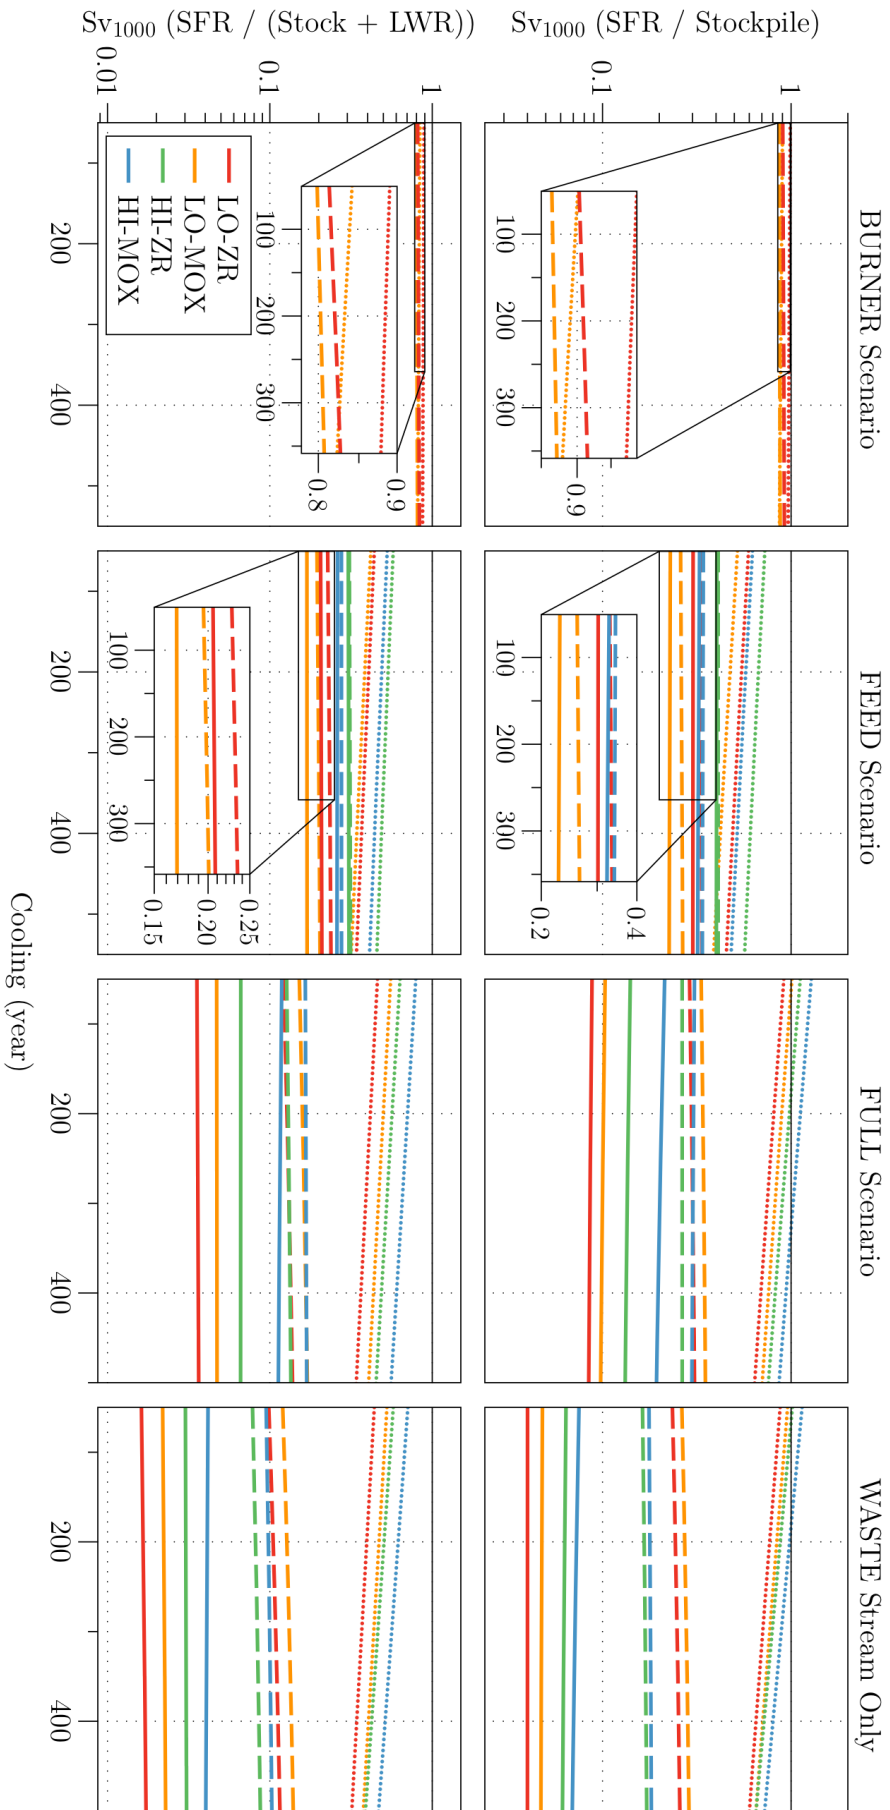 BURNER Scenario
FEED Scenario
FULL Scenario
WASTE Stream Only
Sv1000 (SFR / Stockpile)
1
0.1
0.9
100 200 300
0.4
0.2
100 200 300
Sv1000 (SFR / (Stock + LWR))
1
0.1
0.01
0.9
0.8
100 200 300
0.25
0.20
0.15
100 200 300
LO-ZR
LO-MOX
HI-ZR
HI-MOX
200 400 200 400 200 400 200 400
Cooling (year)